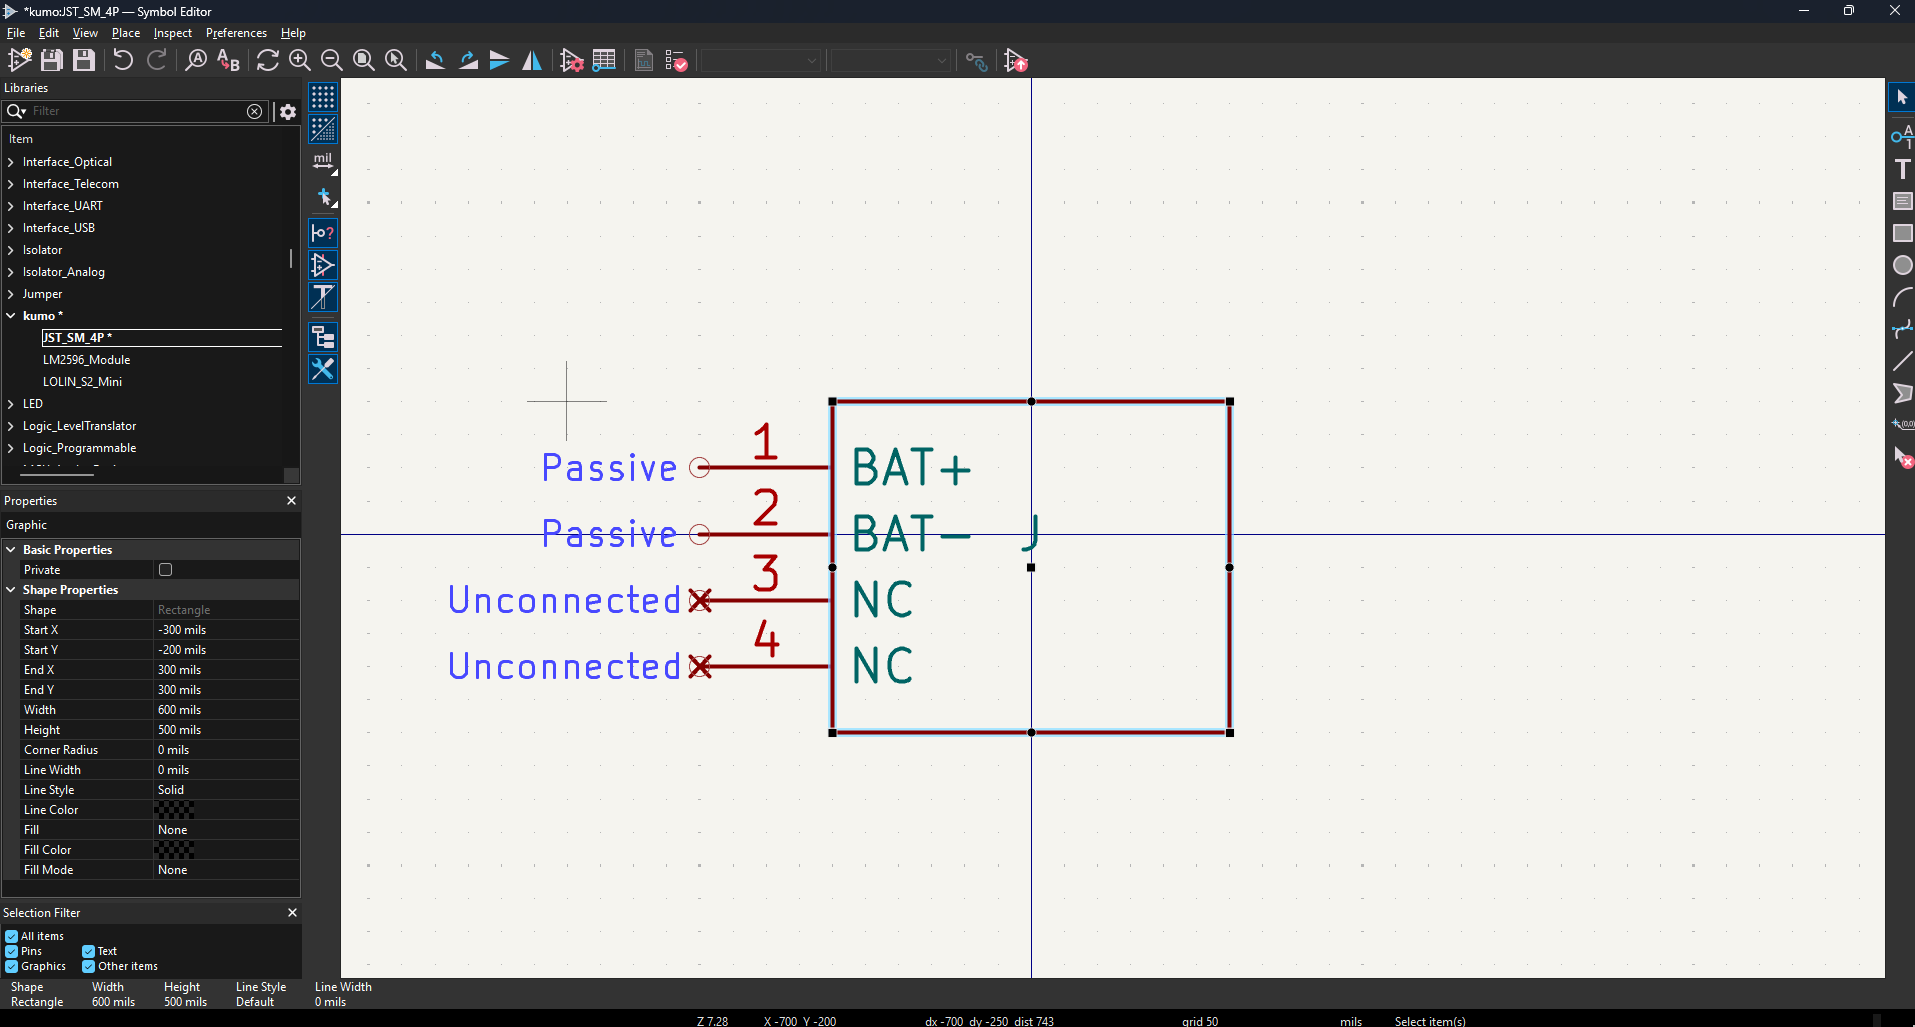 *kumo:JST_SM_4P — Symbol Editor
File Edit View Place Inspect Preferences Help
Libraries
Filter
Item
Interface_Optical
Interface_Telecom
Interface_UART
Interface_USB
Isolator
Isolator_Analog
Jumper
kumo *
JST_SM_4P *
LM2596_Module
LOLIN_S2_Mini
LED
Logic_LevelTranslator
Logic_Programmable
Properties
Graphic
Basic Properties
Private
Shape Properties
Shape Rectangle
Start X -300 mils
Start Y -200 mils
End X 300 mils
End Y 300 mils
Width 600 mils
Height 500 mils
Corner Radius 0 mils
Line Width 0 mils
Line Style Solid
Line Color
Fill None
Fill Color
Fill Mode None
Selection Filter
All items
Pins Text
Graphics Other items
mil
1
Passive BAT+
2
Passive BAT- J
3
Unconnected NC
4
Unconnected NC
Shape Width Height Line Style Line Width
Rectangle 600 mils 500 mils Default 0 mils
Z 7.28 X -700 Y -200 dx -700 dy -250 dist 743 grid 50 mils Select item(s)